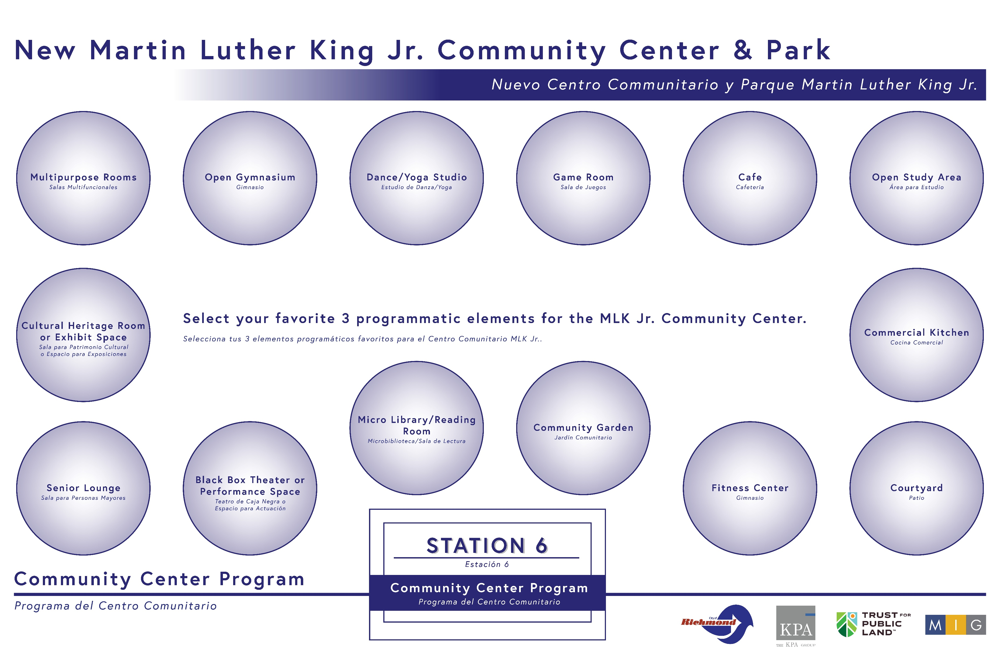 New Martin Luther King Jr. Community Center & Park
Nuevo Centro Communitario y Parque Martin Luther King Jr.
Multipurpose Rooms
Salas Multifuncionales
Open Gymnasium
Gimnasio
Dance/Yoga Studio
Estudio de Danza/Yoga
Game Room
Sala de Juegos
Cafe
Cafetería
Open Study Area
Área para Estudio
Cultural Heritage Room
or Exhibit Space
Sala para Patrimonio Cultural
o Espacio para Exposiciones
Select your favorite 3 programmatic elements for the MLK Jr. Community Center.
Selecciona tus 3 elementos programáticos favoritos para el Centro Comunitario MLK Jr..
Commercial Kitchen
Cocina Comercial
Micro Library/Reading
Room
Microbiblioteca/Sala de Lectura
Community Garden
Jardín Comunitario
Senior Lounge
Sala para Personas Mayores
Black Box Theater or
Performance Space
Teatro de Caja Negra o
Espacio para Actuación
Fitness Center
Gimnasio
Courtyard
Patio
STATION 6
Estación 6
Community Center Program
Programa del Centro Comunitario
Community Center Program
Programa del Centro Comunitario
City of
Richmond
KPA
THE KPA GROUP
TRUST FOR
PUBLIC
LAND™
M I G